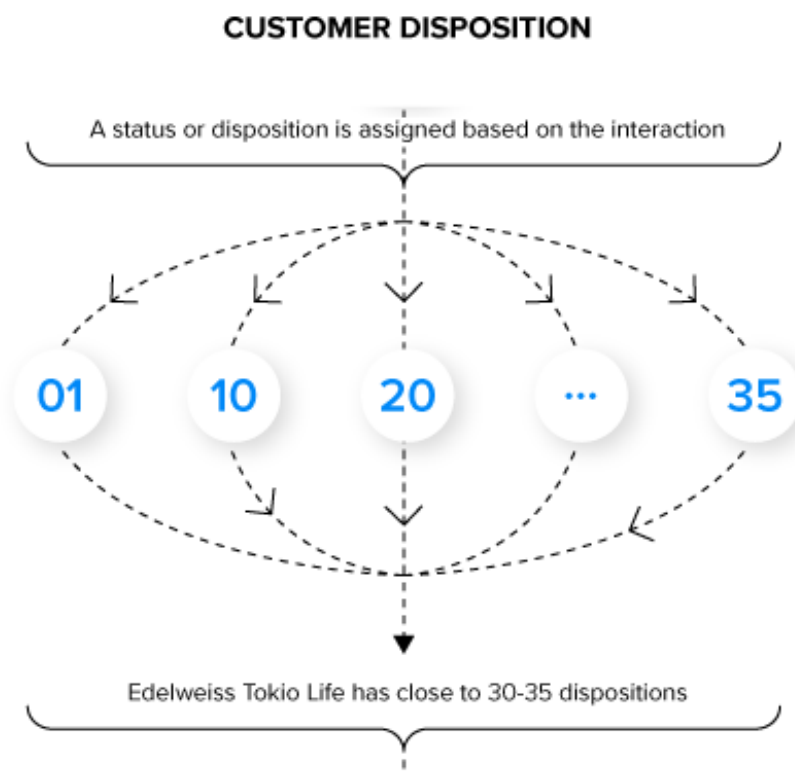 CUSTOMER DISPOSITION
A status or disposition is assigned based on the interaction
01 10 20 ... 35
Edelweiss Tokio Life has close to 30-35 dispositions